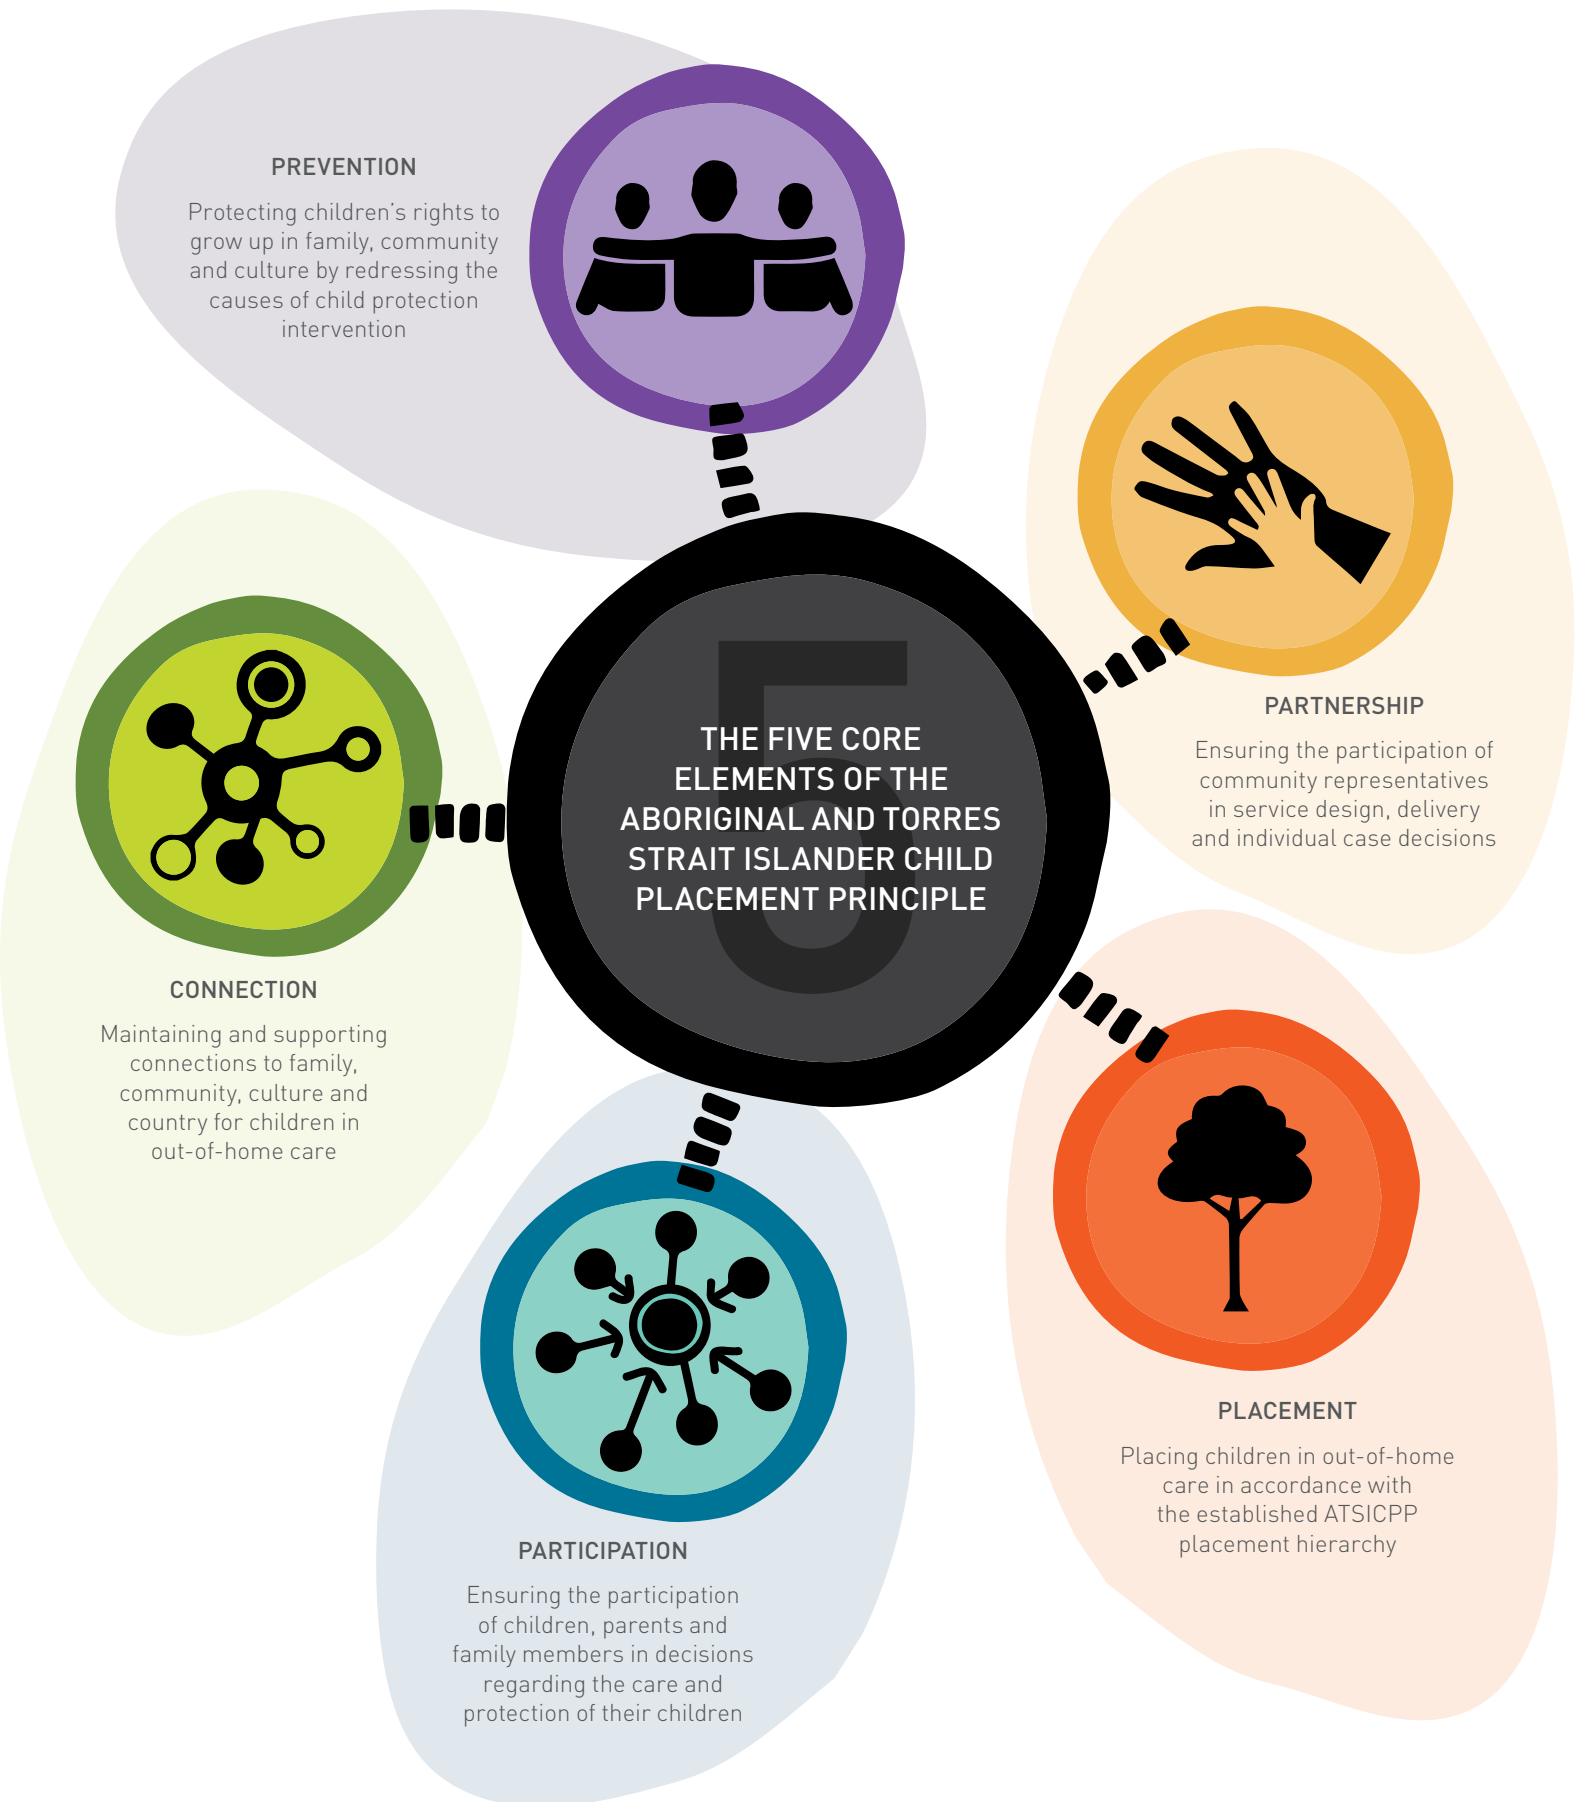 PREVENTION
Protecting children's rights to
grow up in family, community
and culture by redressing the
causes of child protection
intervention
PARTNERSHIP
Ensuring the participation of
community representatives
in service design, delivery
and individual case decisions
5
THE FIVE CORE
ELEMENTS OF THE
ABORIGINAL AND TORRES
STRAIT ISLANDER CHILD
PLACEMENT PRINCIPLE
CONNECTION
Maintaining and supporting
connections to family,
community, culture and
country for children in
out-of-home care
PLACEMENT
Placing children in out-of-home
care in accordance with
the established ATSICPP
placement hierarchy
PARTICIPATION
Ensuring the participation
of children, parents and
family members in decisions
regarding the care and
protection of their children